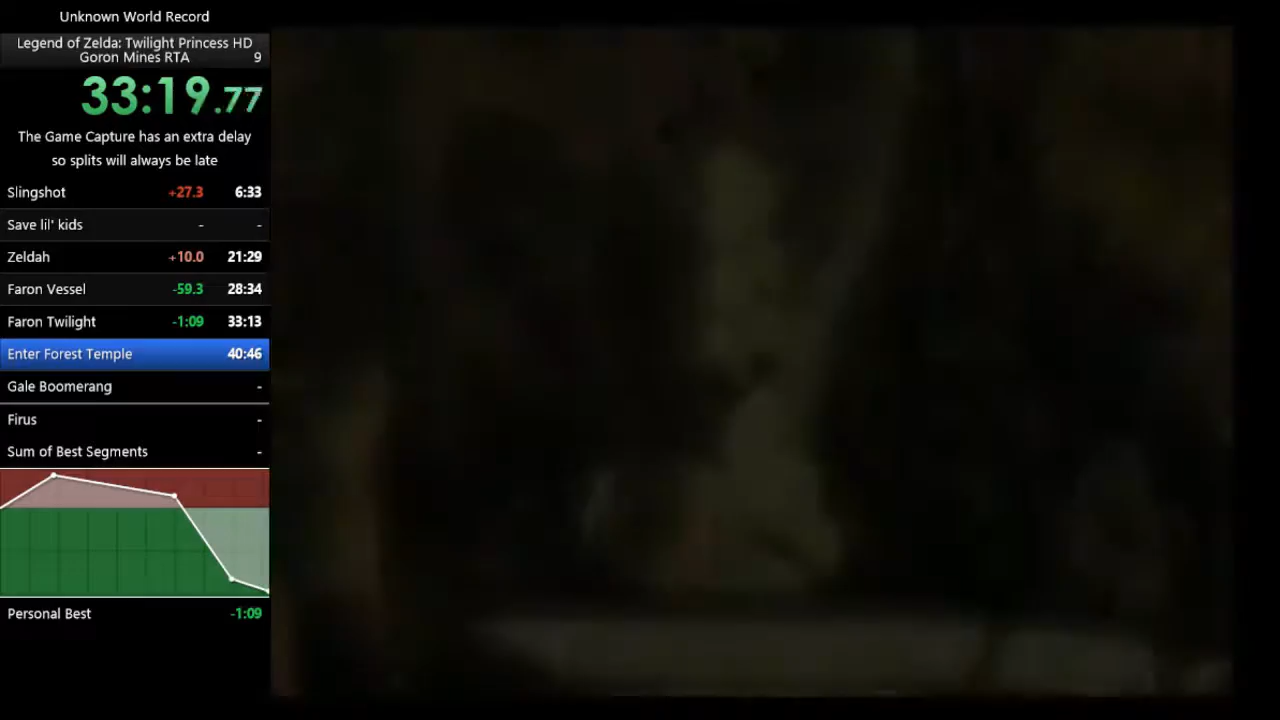 Unknown World Record
Legend of Zelda: Twilight Princess HD
Goron Mines RTA 9
33:19.77
The Game Capture has an extra delay
so splits will always be late
Slingshot +27.3 6:33
Save lil' kids - -
Zeldah +10.0 21:29
Faron Vessel -59.3 28:34
Faron Twilight -1:09 33:13
Enter Forest Temple 40:46
Gale Boomerang -
Firus -
Sum of Best Segments -
Personal Best -1:09